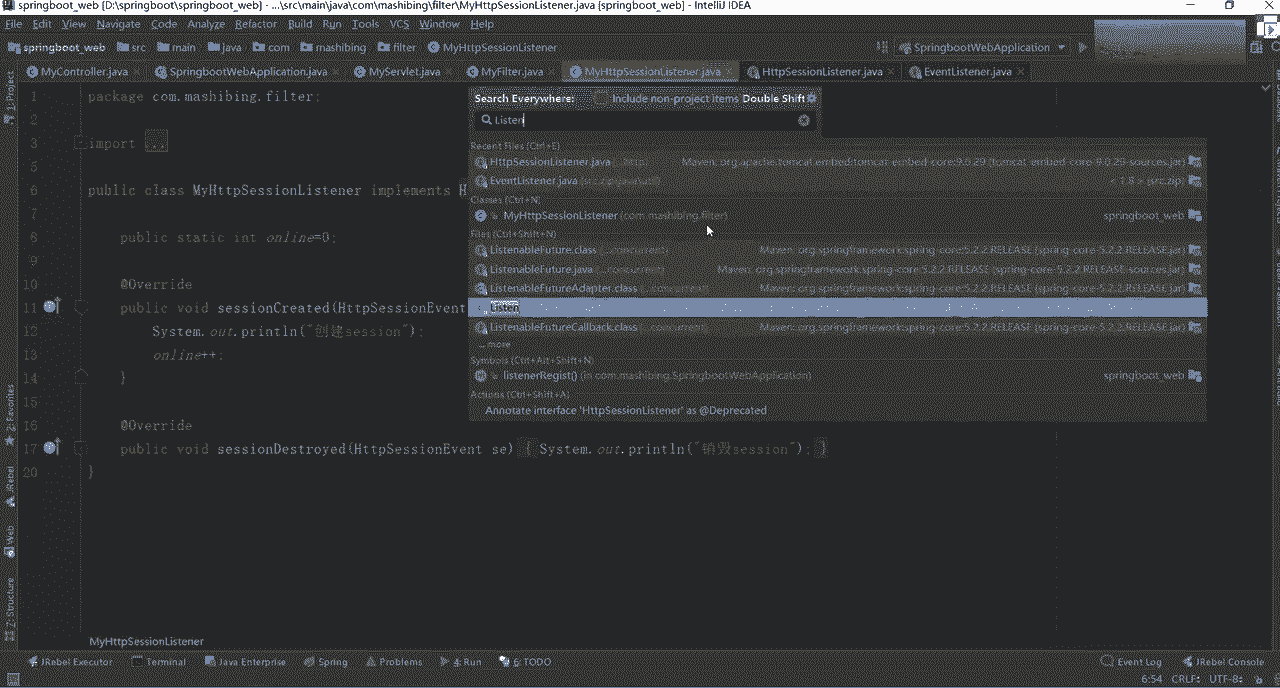 springboot_web [D:\springboot\springboot_web] - ...\src\main\java\com\mashibing\filter\MyHttpSessionListener.java [springboot_web] - IntelliJ IDEA
File Edit View Navigate Code Analyze Refactor Build Run Tools VCS Window Help
springboot_web src main java com mashibing filter MyHttpSessionListener SpringbootWebApplication
MyController.java SpringbootWebApplication.java MyServlet.java MyFilter.java MyHttpSessionListener.java HttpSessionListener.java EventListener.java
1: Project
2: Favorites
JRebel
Web
Z: Structure
1 package com.mashibing.filter;
2
3 import ...
5
6 public class MyHttpSessionListener implements H
7
8 public static int online=0;
9
10 @Override
11 public void sessionCreated(HttpSessionEvent
12 System.out.println("创建session");
13 online++;
14 }
15
16 @Override
17 public void sessionDestroyed(HttpSessionEvent se) { System.out.println("销毁session"); }
20 }
Search Everywhere: Include non-project items Double Shift
Listen
Recent Files (Ctrl+E)
HttpSessionListener.java (...http) Maven: org.apache.tomcat.embed:tomcat-embed-core:9.0.29 (tomcat-embed-core-9.0.29-sources.jar)
EventListener.java (src.zip!/java/util) < 1.8 > (src.zip)
Classes (Ctrl+N)
MyHttpSessionListener (com.mashibing.filter) springboot_web
Files (Ctrl+Shift+N)
ListenableFuture.class (...concurrent) Maven: org.springframework:spring-core:5.2.2.RELEASE (spring-core-5.2.2.RELEASE.jar)
ListenableFuture.java (...concurrent) Maven: org.springframework:spring-core:5.2.2.RELEASE (spring-core-5.2.2.RELEASE-sources.jar)
ListenableFutureAdapter.class (...concurrent) Maven: org.springframework:spring-core:5.2.2.RELEASE (spring-core-5.2.2.RELEASE.jar)
Listen
ListenableFutureCallback.class (...concurrent) Maven: org.springframework:spring-core:5.2.2.RELEASE (spring-core-5.2.2.RELEASE.jar)
... more
Symbols (Ctrl+Alt+Shift+N)
listenerRegist() (in com.mashibing.SpringbootWebApplication) springboot_web
Actions (Ctrl+Shift+A)
Annotate interface 'HttpSessionListener' as @Deprecated
MyHttpSessionListener
JRebel Executor Terminal Java Enterprise Spring Problems 4: Run 6: TODO Event Log JRebel Console
6:54 CRLF: UTF-8: